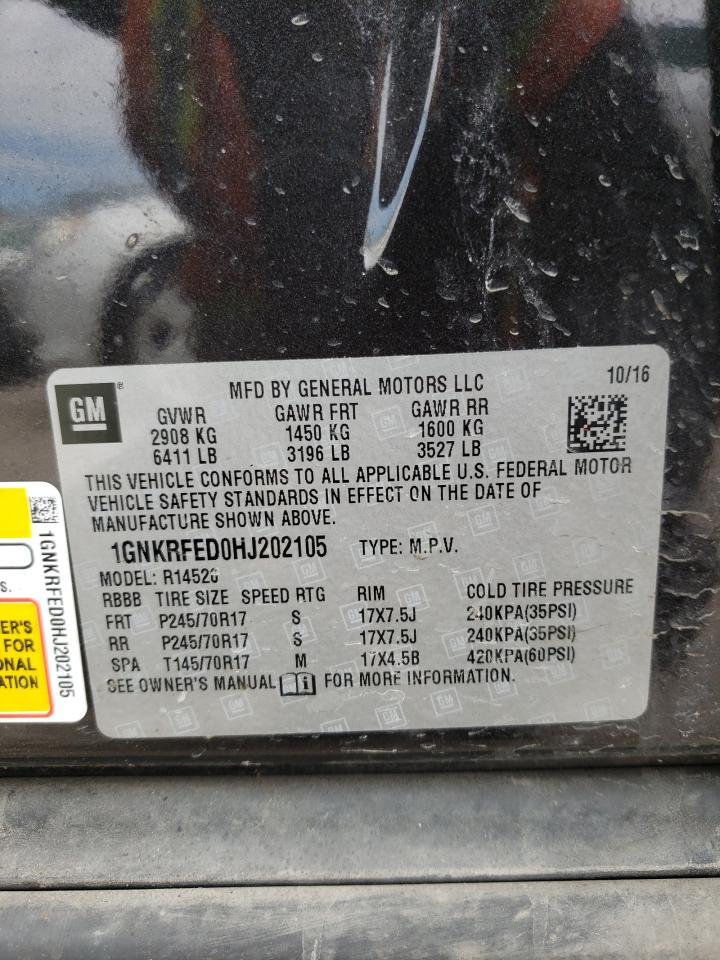 GM®
MFD BY GENERAL MOTORS LLC 10/16
GVWR GAWR FRT GAWR RR
2908 KG 1450 KG 1600 KG
6411 LB 3196 LB 3527 LB
THIS VEHICLE CONFORMS TO ALL APPLICABLE U.S. FEDERAL MOTOR
VEHICLE SAFETY STANDARDS IN EFFECT ON THE DATE OF
MANUFACTURE SHOWN ABOVE.
1GNKRFED0HJ202105 TYPE: M.P.V.
MODEL: R14526
RBBB TIRE SIZE SPEED RTG RIM COLD TIRE PRESSURE
FRT P245/70R17 S 17X7.5J 240KPA(35PSI)
RR P245/70R17 S 17X7.5J 240KPA(35PSI)
SPA T145/70R17 M 17X4.5B 420KPA(60PSI)
SEE OWNER'S MANUAL i FOR MORE INFORMATION.
1GNKRFED0HJ202105
S.
ER'S
FOR
ONAL
ATION